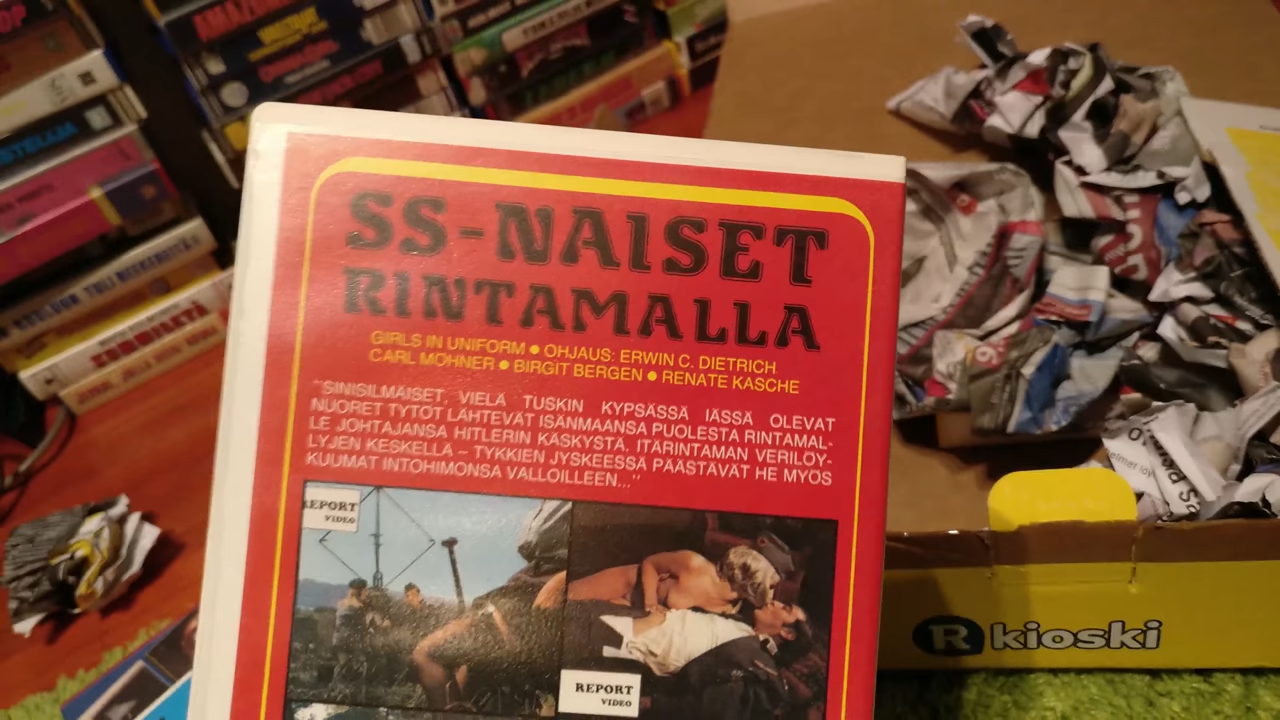 SS-NAISET
RINTAMALLA
GIRLS IN UNIFORM ● OHJAUS: ERWIN C. DIETRICH
CARL MÖHNER ● BIRGIT BERGEN ● RENATE KASCHE
"SINISILMÄISET, VIELÄ TUSKIN KYPSÄSSÄ IÄSSÄ OLEVAT
NUORET TYTÖT LÄHTEVÄT ISÄNMAANSA PUOLESTA RINTAMAL-
LE JOHTAJANSA HITLERIN KÄSKYSTÄ. ITÄRINTAMAN VERILÖY-
LYJEN KESKELLÄ – TYKKIEN JYSKEESSÄ PÄÄSTÄVÄT HE MYÖS
KUUMAT INTOHIMONSA VALLOILLEEN..."
REPORT
VIDEO
REPORT
VIDEO
R kioski